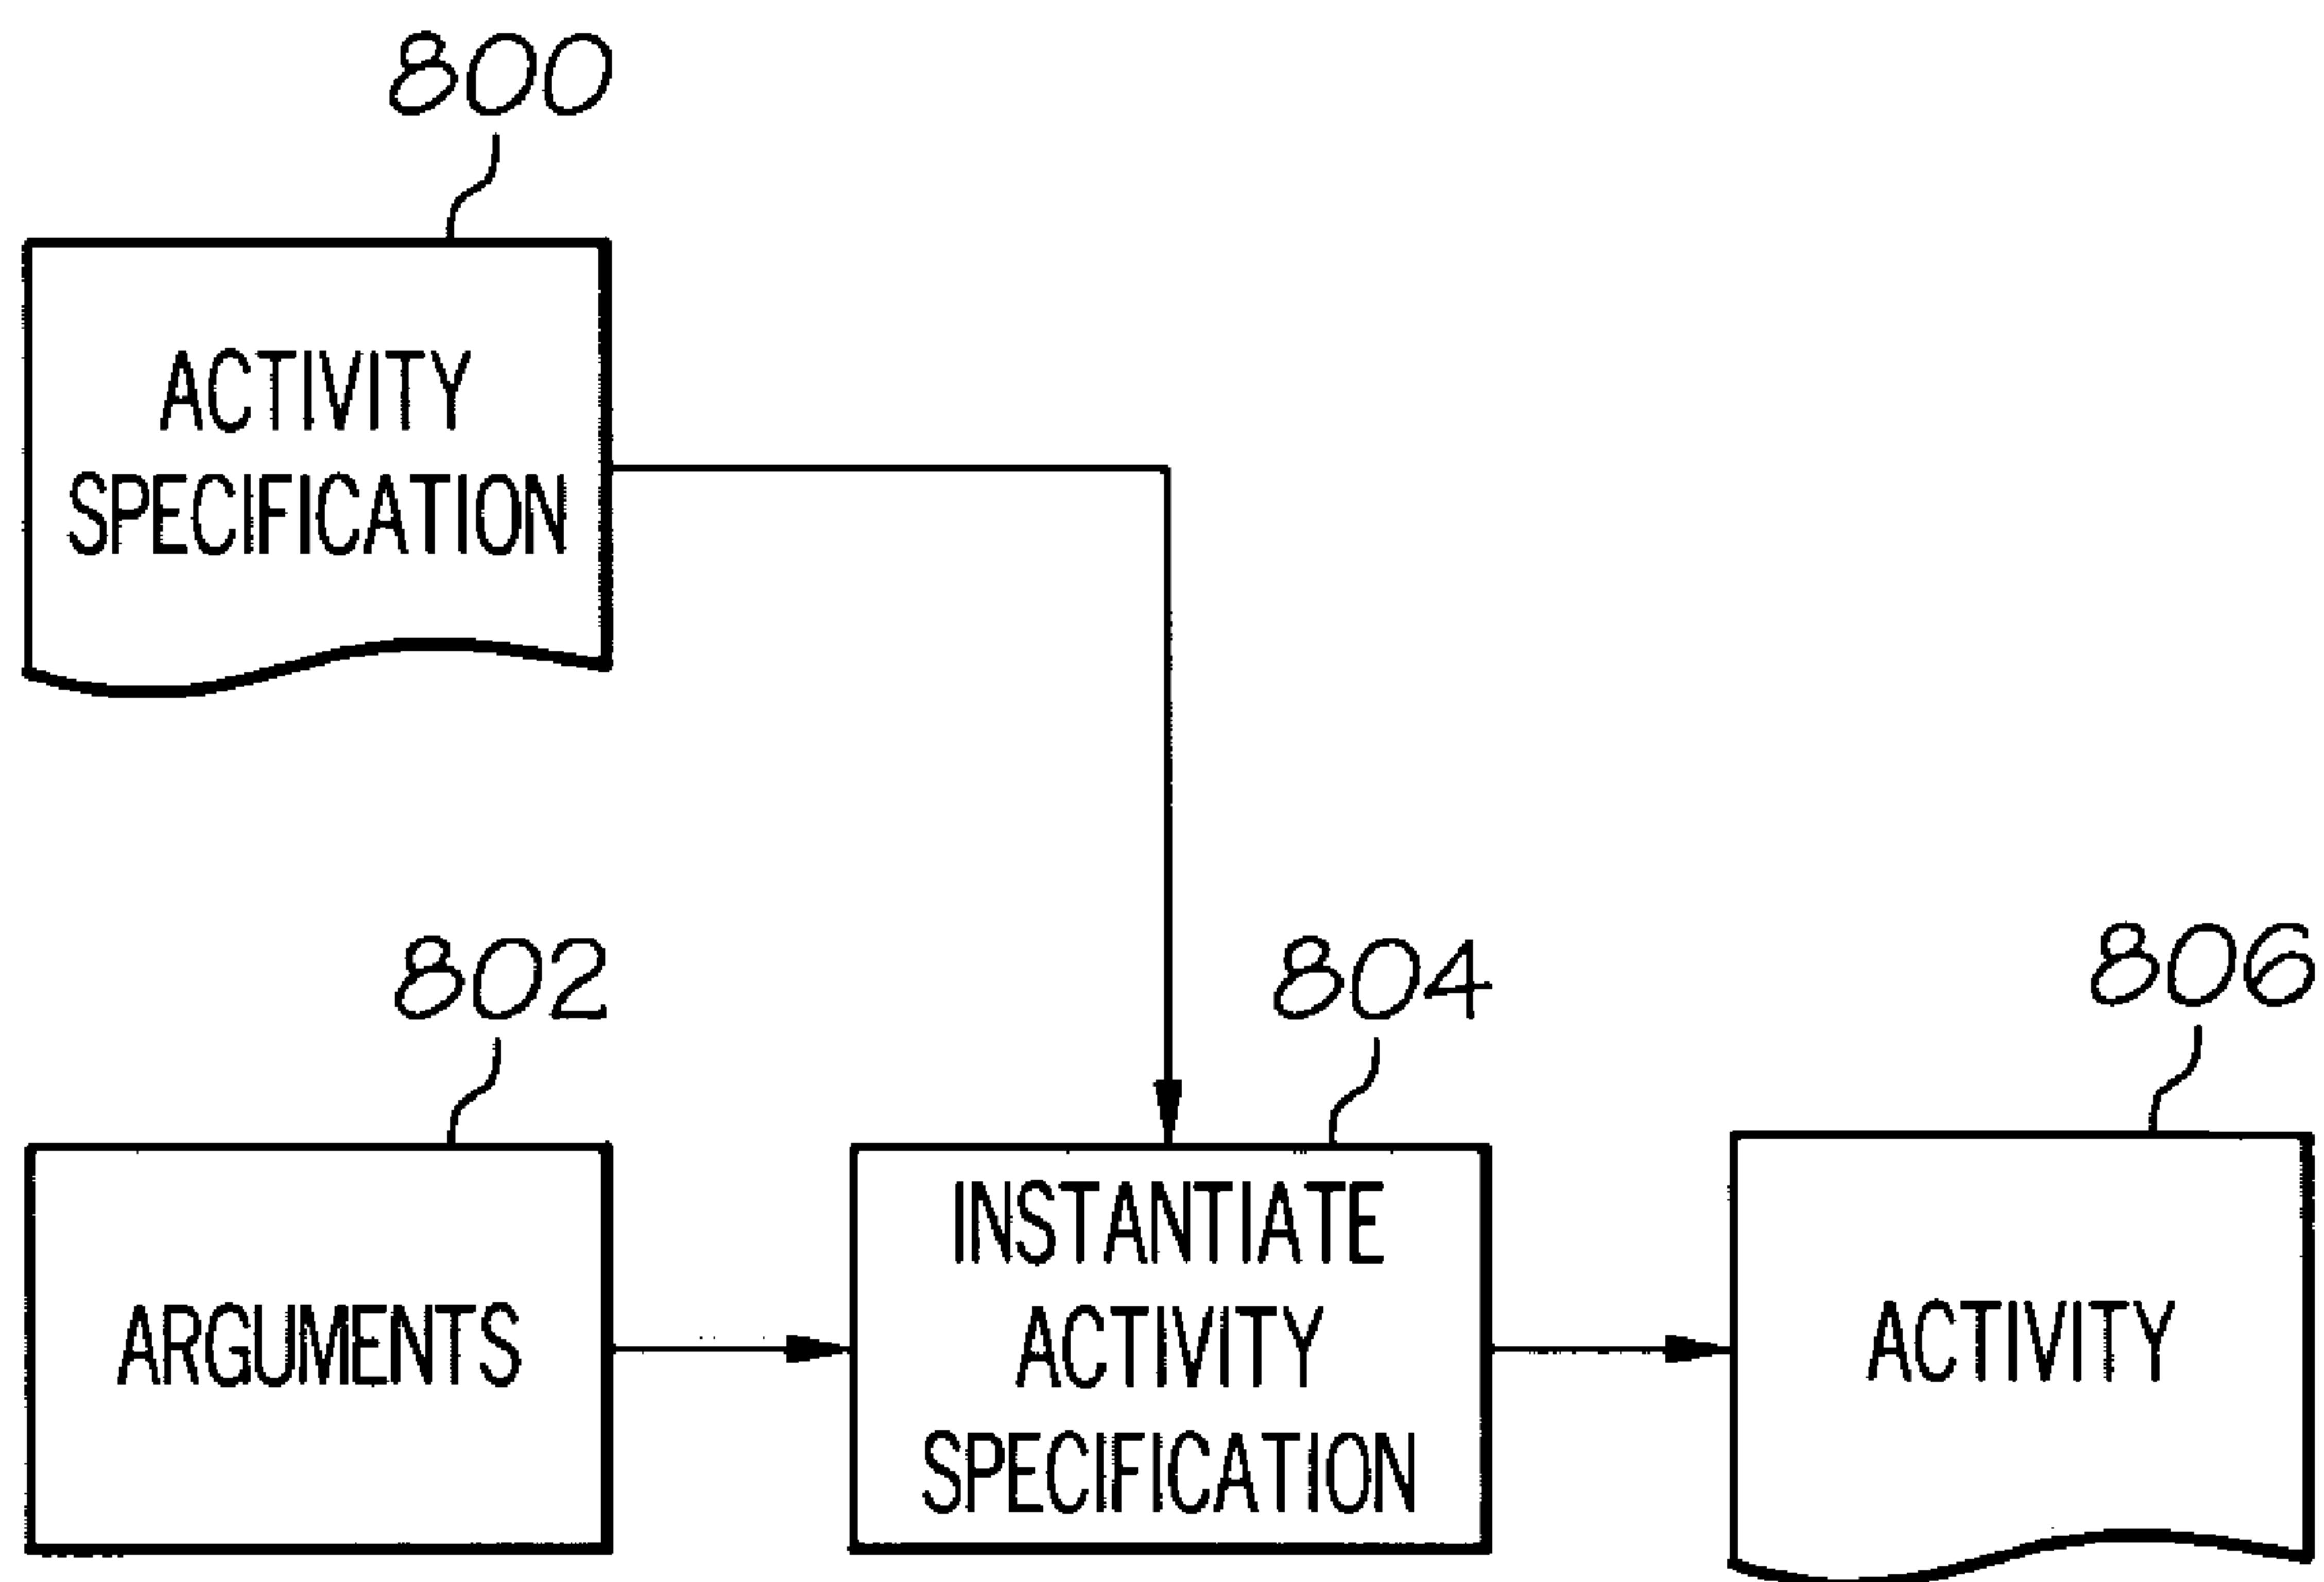 800
ACTIVITY
SPECIFICATION
802
804
806
ARGUMENTS
INSTANTIATE
ACTIVITY
SPECIFICATION
ACTIVITY